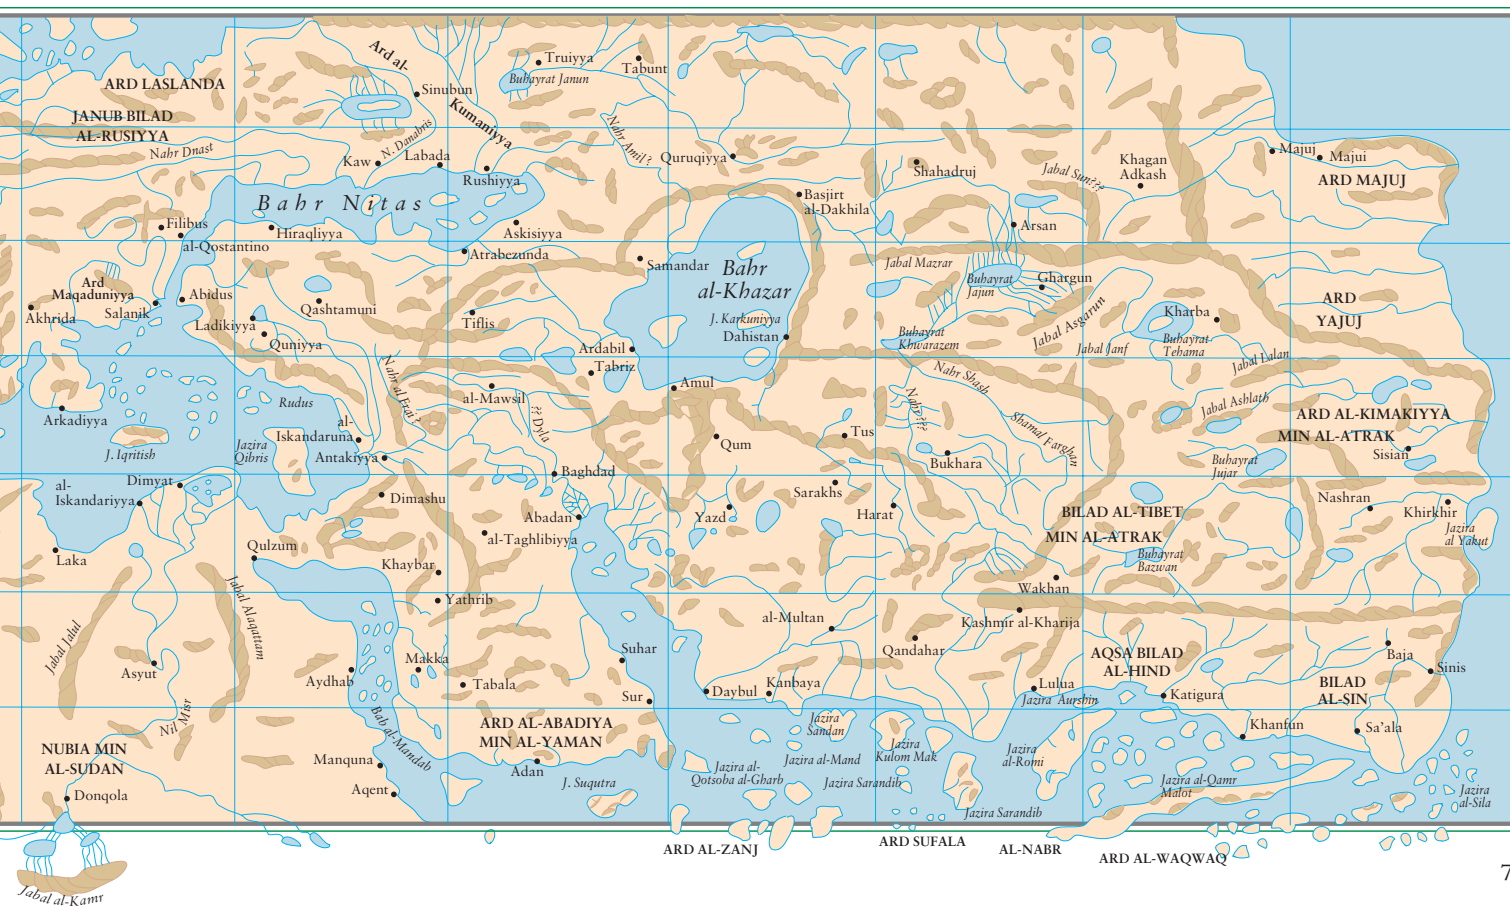 ARD LASLANDA
JANUB BILAD
AL-RUSIYYA
Nahr Dnast
Ard al-
Kumaniyya
Sinubun
Truiyya
Tabunt
Buhayrat Janun
Kaw
N. Danabris
Labada
Rushiyya
Nahr Amil?
Quruqiyya
Basjirt
al-Dakhila
Shahadruj
Jabal Sun???
Khagan
Adkash
Majuj
Majui
ARD MAJUJ
Bahr Nitas
Filibus
al-Qostantino
Hiraqliyya
Askisiyya
Atrabezunda
Samandar
Bahr
al-Khazar
J. Karkuniyya
Dahistan
Arsan
Jabal Mazrar
Buhayrat
Jajun
Ghargun
Ard
Maqaduniyya
Akhrida
Salanik
Abidus
Ladikiyya
Quniyya
Qashtamuni
Tiflis
Ardabil
Tabriz
Amul
Buhayrat
Khwarazem
Jabal Asgarun
Jabal Janf
Kharba
Buhayrat
Tehama
Jabal Lalan
ARD
YAJUJ
Arkadiyya
J. Iqritish
Rudus
Jazira
Qibris
Nahr al Frai?
al-
Iskandaruna
Antakiyya
al-Mawsil
??Dyla
Qum
Tus
Nahr???
Nahr Shash
Shamal Farghan
Bukhara
Jabal Ashlath
ARD AL-KIMAKIYYA
MIN AL-ATRAK
Sisian
Buhayrat
Jujar
al-
Iskandariyya
Dimyat
Dimashu
Baghdad
Abadan
al-Taghlibiyya
Yazd
Sarakhs
Harat
BILAD AL-TIBET
MIN AL-ATRAK
Buhayrat
Bazwan
Nashran
Khirkhir
Jazira
al Yakut
Laka
Qulzum
Khaybar
Yathrib
Wakhan
Kashmir al-Kharija
Jabal Jalul
Jabal Alaqattam
Asyut
Nil Misr
Aydhab
Makka
Tabala
Suhar
Sur
al-Multan
Qandahar
Daybul
Kanbaya
Lulua
Jazira Aurshin
AQSA BILAD
AL-HIND
Katigura
Khanfun
BILAD
AL-SIN
Baja
Sinis
Sa'ala
NUBIA MIN
AL-SUDAN
Donqola
Manquna
Aqent
Bab al-Mandab
ARD AL-ABADIYA
MIN AL-YAMAN
Adan
J. Suqutra
Jazira al-
Qotsoba al-Gharb
Jazira
Sandan
Jazira al-Mand
Jazira Sarandib
Jazira
Kulom Mak
Jazira
al-Romi
Jazira Sarandib
Jazira al-Qamr
Malot
Jazira
al-Sila
Jabal al-Kamr
ARD AL-ZANJ
ARD SUFALA
AL-NABR
ARD AL-WAQWAQ
7